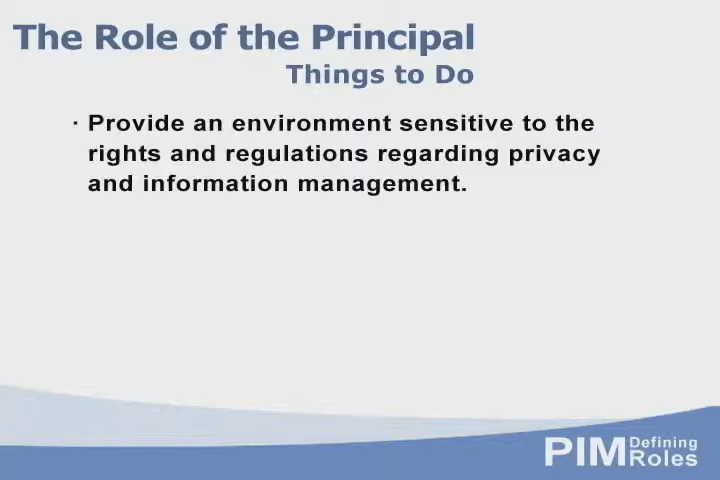 The Role of the Principal
Things to Do
· Provide an environment sensitive to the
rights and regulations regarding privacy
and information management.
PIM Defining
Roles